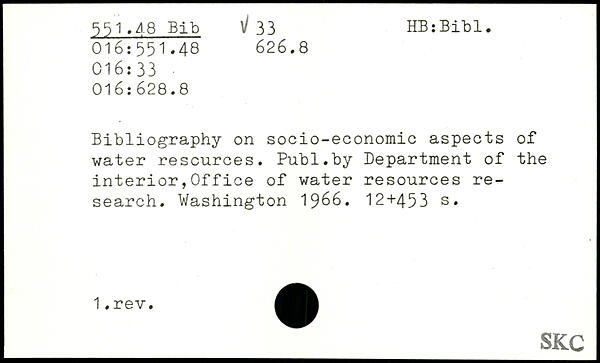 551.48 Bib √ 33 HB:Bibl.
016:551.48 626.8
016:33
016:628.8
Bibliography on socio-economic aspects of
water rescurces. Publ.by Department of the
interior,Office of water resources re-
search. Washington 1966. 12+453 s.
1.rev.
SKC